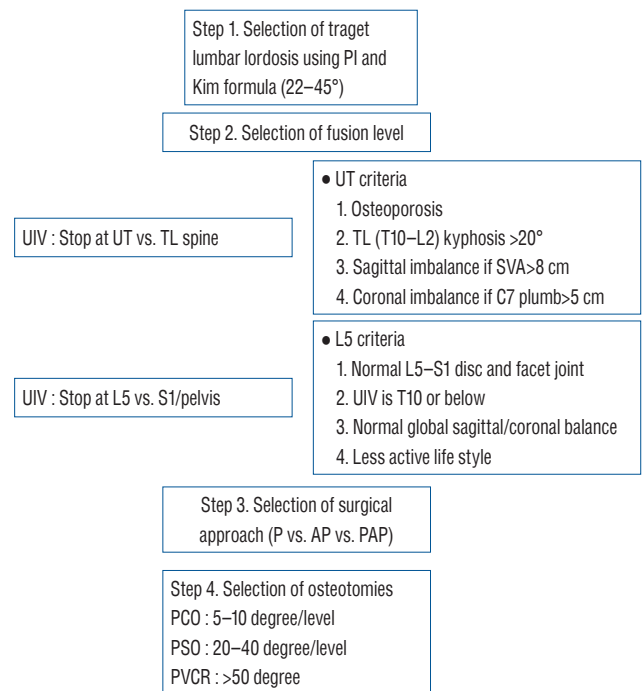 Step 1. Selection of traget
lumbar lordosis using PI and
Kim formula (22–45°)
Step 2. Selection of fusion level
UIV : Stop at UT vs. TL spine
● UT criteria
1. Osteoporosis
2. TL (T10–L2) kyphosis >20°
3. Sagittal imbalance if SVA>8 cm
4. Coronal imbalance if C7 plumb>5 cm
UIV : Stop at L5 vs. S1/pelvis
● L5 criteria
1. Normal L5–S1 disc and facet joint
2. UIV is T10 or below
3. Normal global sagittal/coronal balance
4. Less active life style
Step 3. Selection of surgical
approach (P vs. AP vs. PAP)
Step 4. Selection of osteotomies
PCO : 5–10 degree/level
PSO : 20–40 degree/level
PVCR : >50 degree